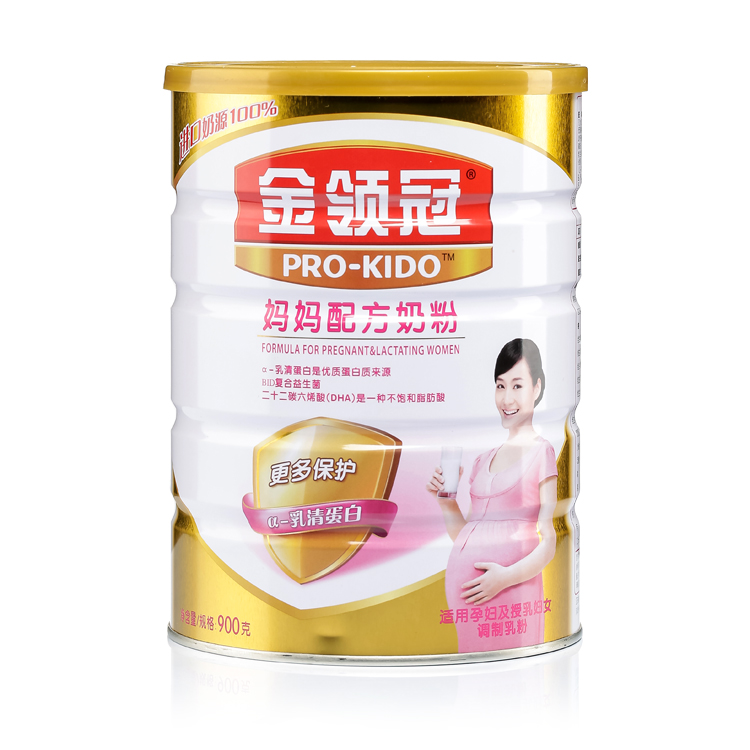 进口奶源100%
金领冠®
PRO-KIDO™
妈妈配方奶粉
FORMULA FOR PREGNANT&LACTATING WOMEN
α-乳清蛋白是优质蛋白质来源
BID复合益生菌
二十二碳六烯酸(DHA)是一种不饱和脂肪酸
更多保护
α-乳清蛋白
净含量/规格:900克
适用孕妇及授乳妇女
调制乳粉